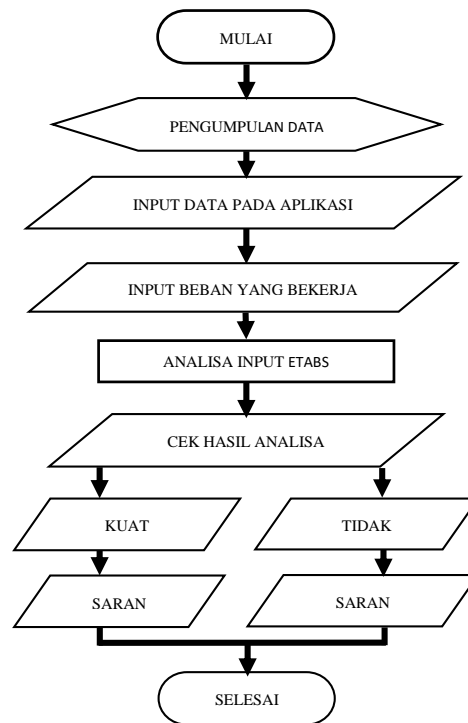 MULAI
PENGUMPULAN DATA
INPUT DATA PADA APLIKASI
INPUT BEBAN YANG BEKERJA
ANALISA INPUT ETABS
CEK HASIL ANALISA
KUAT
TIDAK
SARAN
SARAN
SELESAI